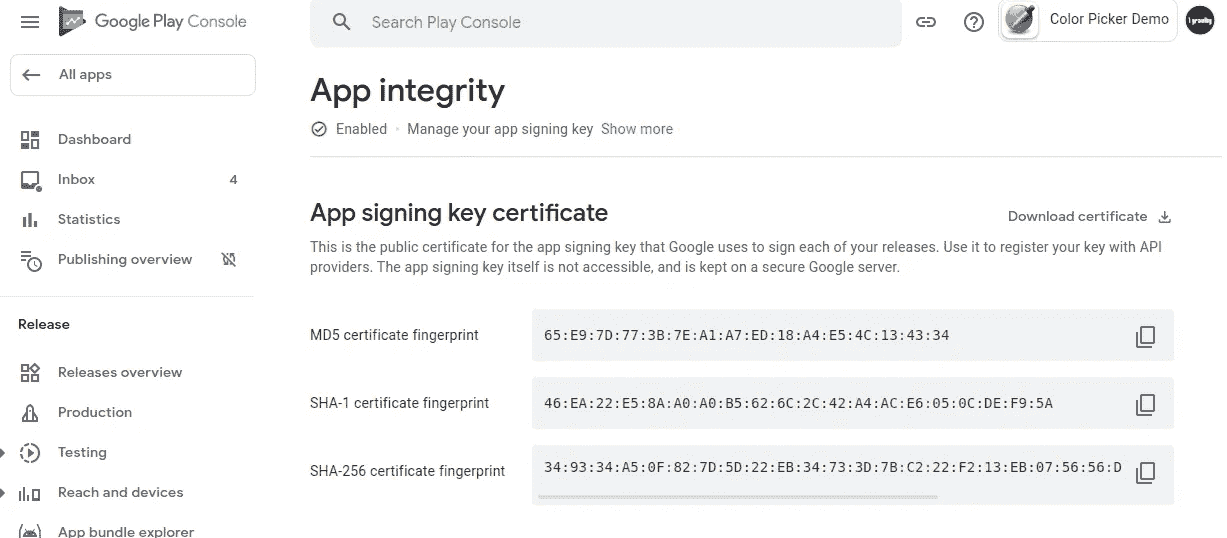 Google Play Console
Search Play Console
Color Picker Demo
All apps
Dashboard
Inbox 4
Statistics
Publishing overview
Release
Releases overview
Production
Testing
Reach and devices
App bundle explorer
App integrity
Enabled • Manage your app signing key Show more
App signing key certificate
Download certificate
This is the public certificate for the app signing key that Google uses to sign each of your releases. Use it to register your key with API
providers. The app signing key itself is not accessible, and is kept on a secure Google server.
MD5 certificate fingerprint
65:E9:7D:77:3B:7E:A1:A7:ED:18:A4:E5:4C:13:43:34
SHA-1 certificate fingerprint
46:EA:22:E5:8A:A0:A0:B5:62:6C:2C:42:A4:AC:E6:05:0C:DE:F9:5A
SHA-256 certificate fingerprint
34:93:34:A5:0F:82:7D:5D:22:EB:34:73:3D:7B:C2:22:F2:13:EB:07:56:56:D